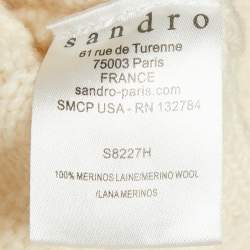 sandro
61 rue de Turenne
75003 Paris
FRANCE
sandro-paris.com
SMCP USA - RN 132784
S8227H
100% MERINOS LAINE/MERINO WOOL
/LANA MERINOS